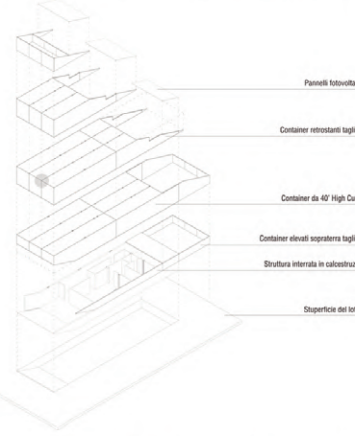 Pannelli fotovolta
Container retrostanti tagli
Container da 40' High Cu
Container elevati sopraterra tagli
Struttura interrata in calcestruz
Stuperficie del lot